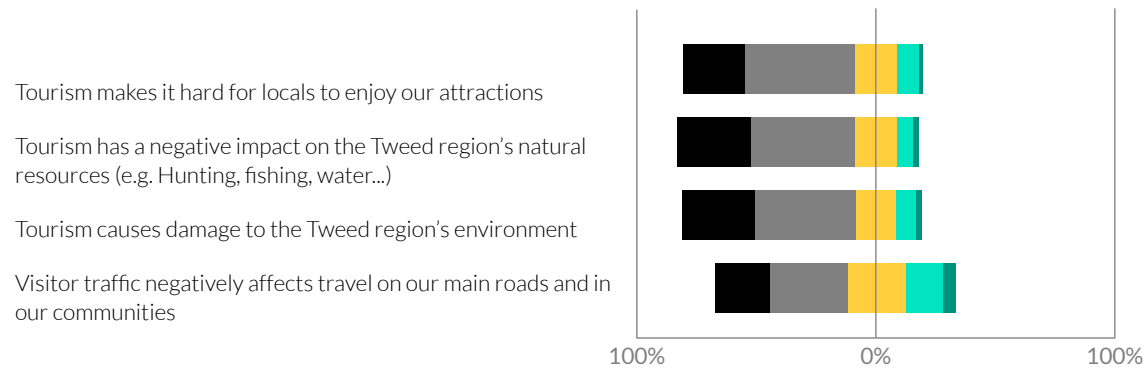 Tourism makes it hard for locals to enjoy our attractions
Tourism has a negative impact on the Tweed region’s natural
resources (e.g. Hunting, fishing, water...)
Tourism causes damage to the Tweed region’s environment
Visitor traffic negatively affects travel on our main roads and in
our communities
100% 0% 100%